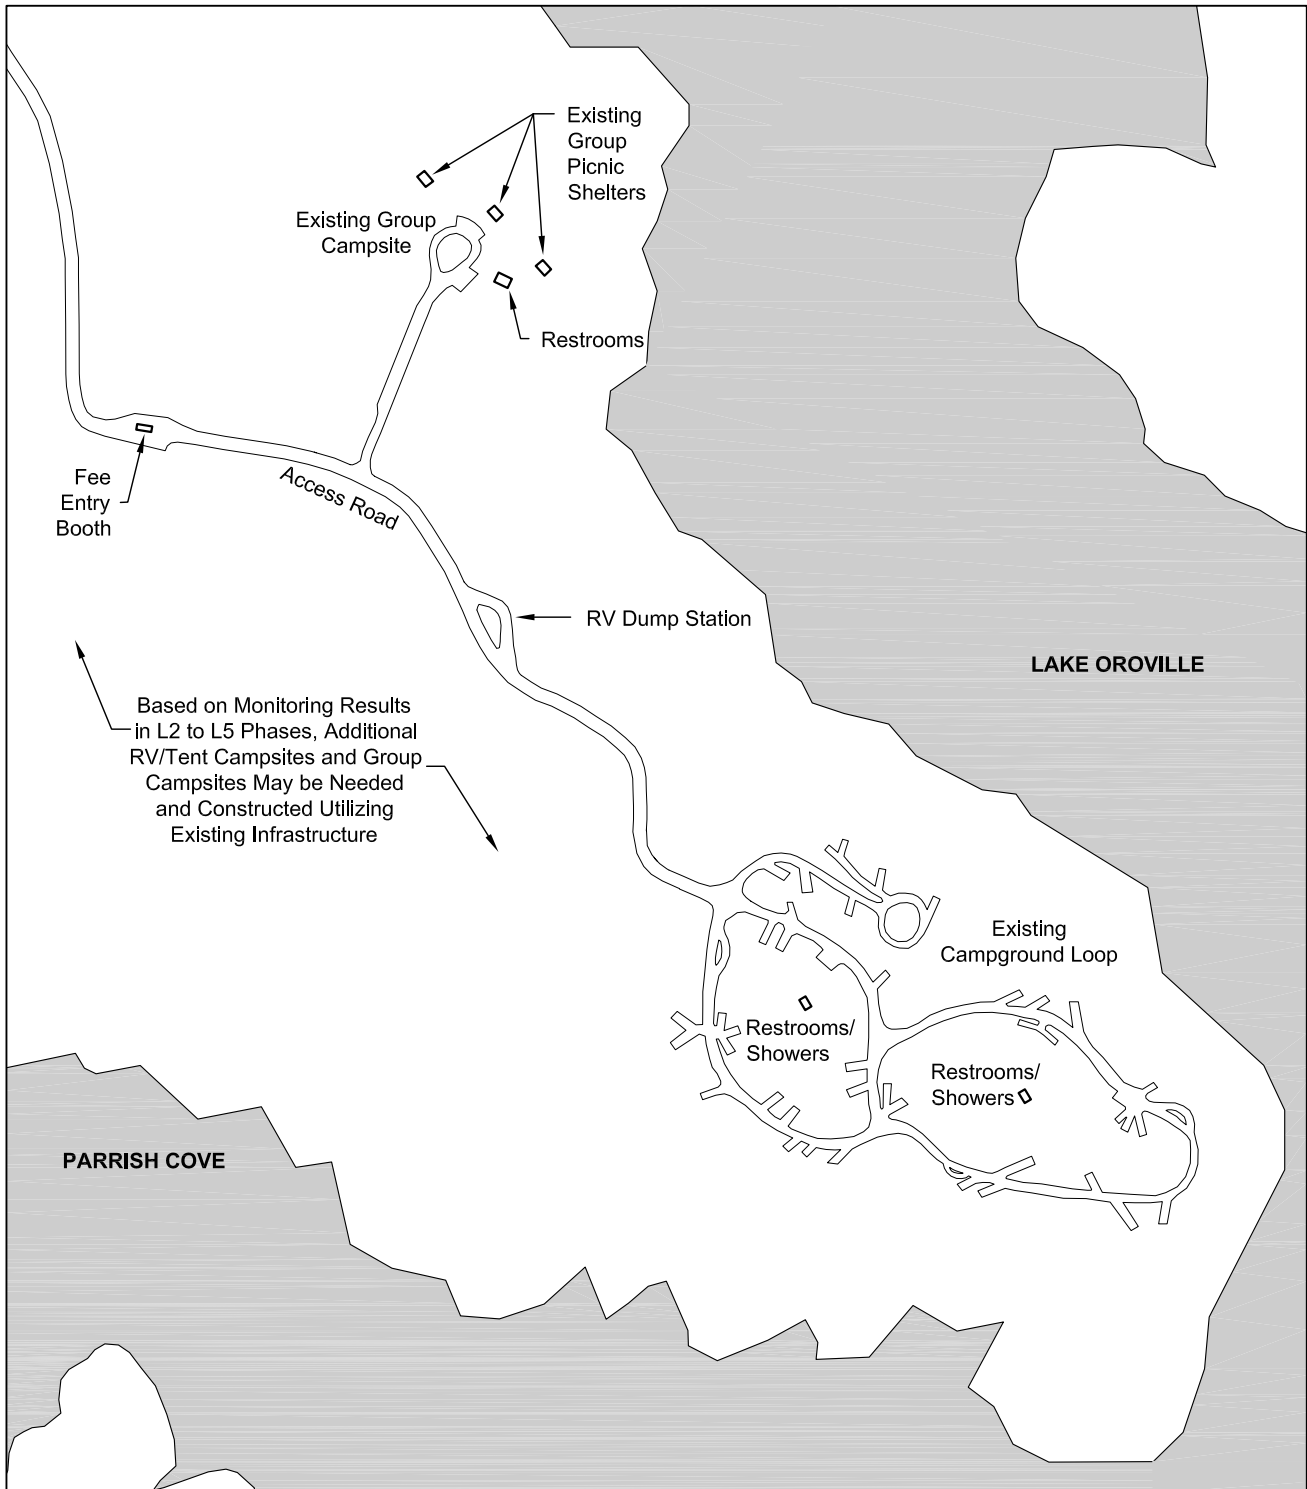 Existing
Group
Picnic
Shelters
Existing Group
Campsite
Restrooms
Fee
Entry
Booth
Access Road
RV Dump Station
LAKE OROVILLE
Based on Monitoring Results
in L2 to L5 Phases, Additional
RV/Tent Campsites and Group
Campsites May be Needed
and Constructed Utilizing
Existing Infrastructure
Existing
Campground Loop
Restrooms/
Showers
Restrooms/
Showers
PARRISH COVE